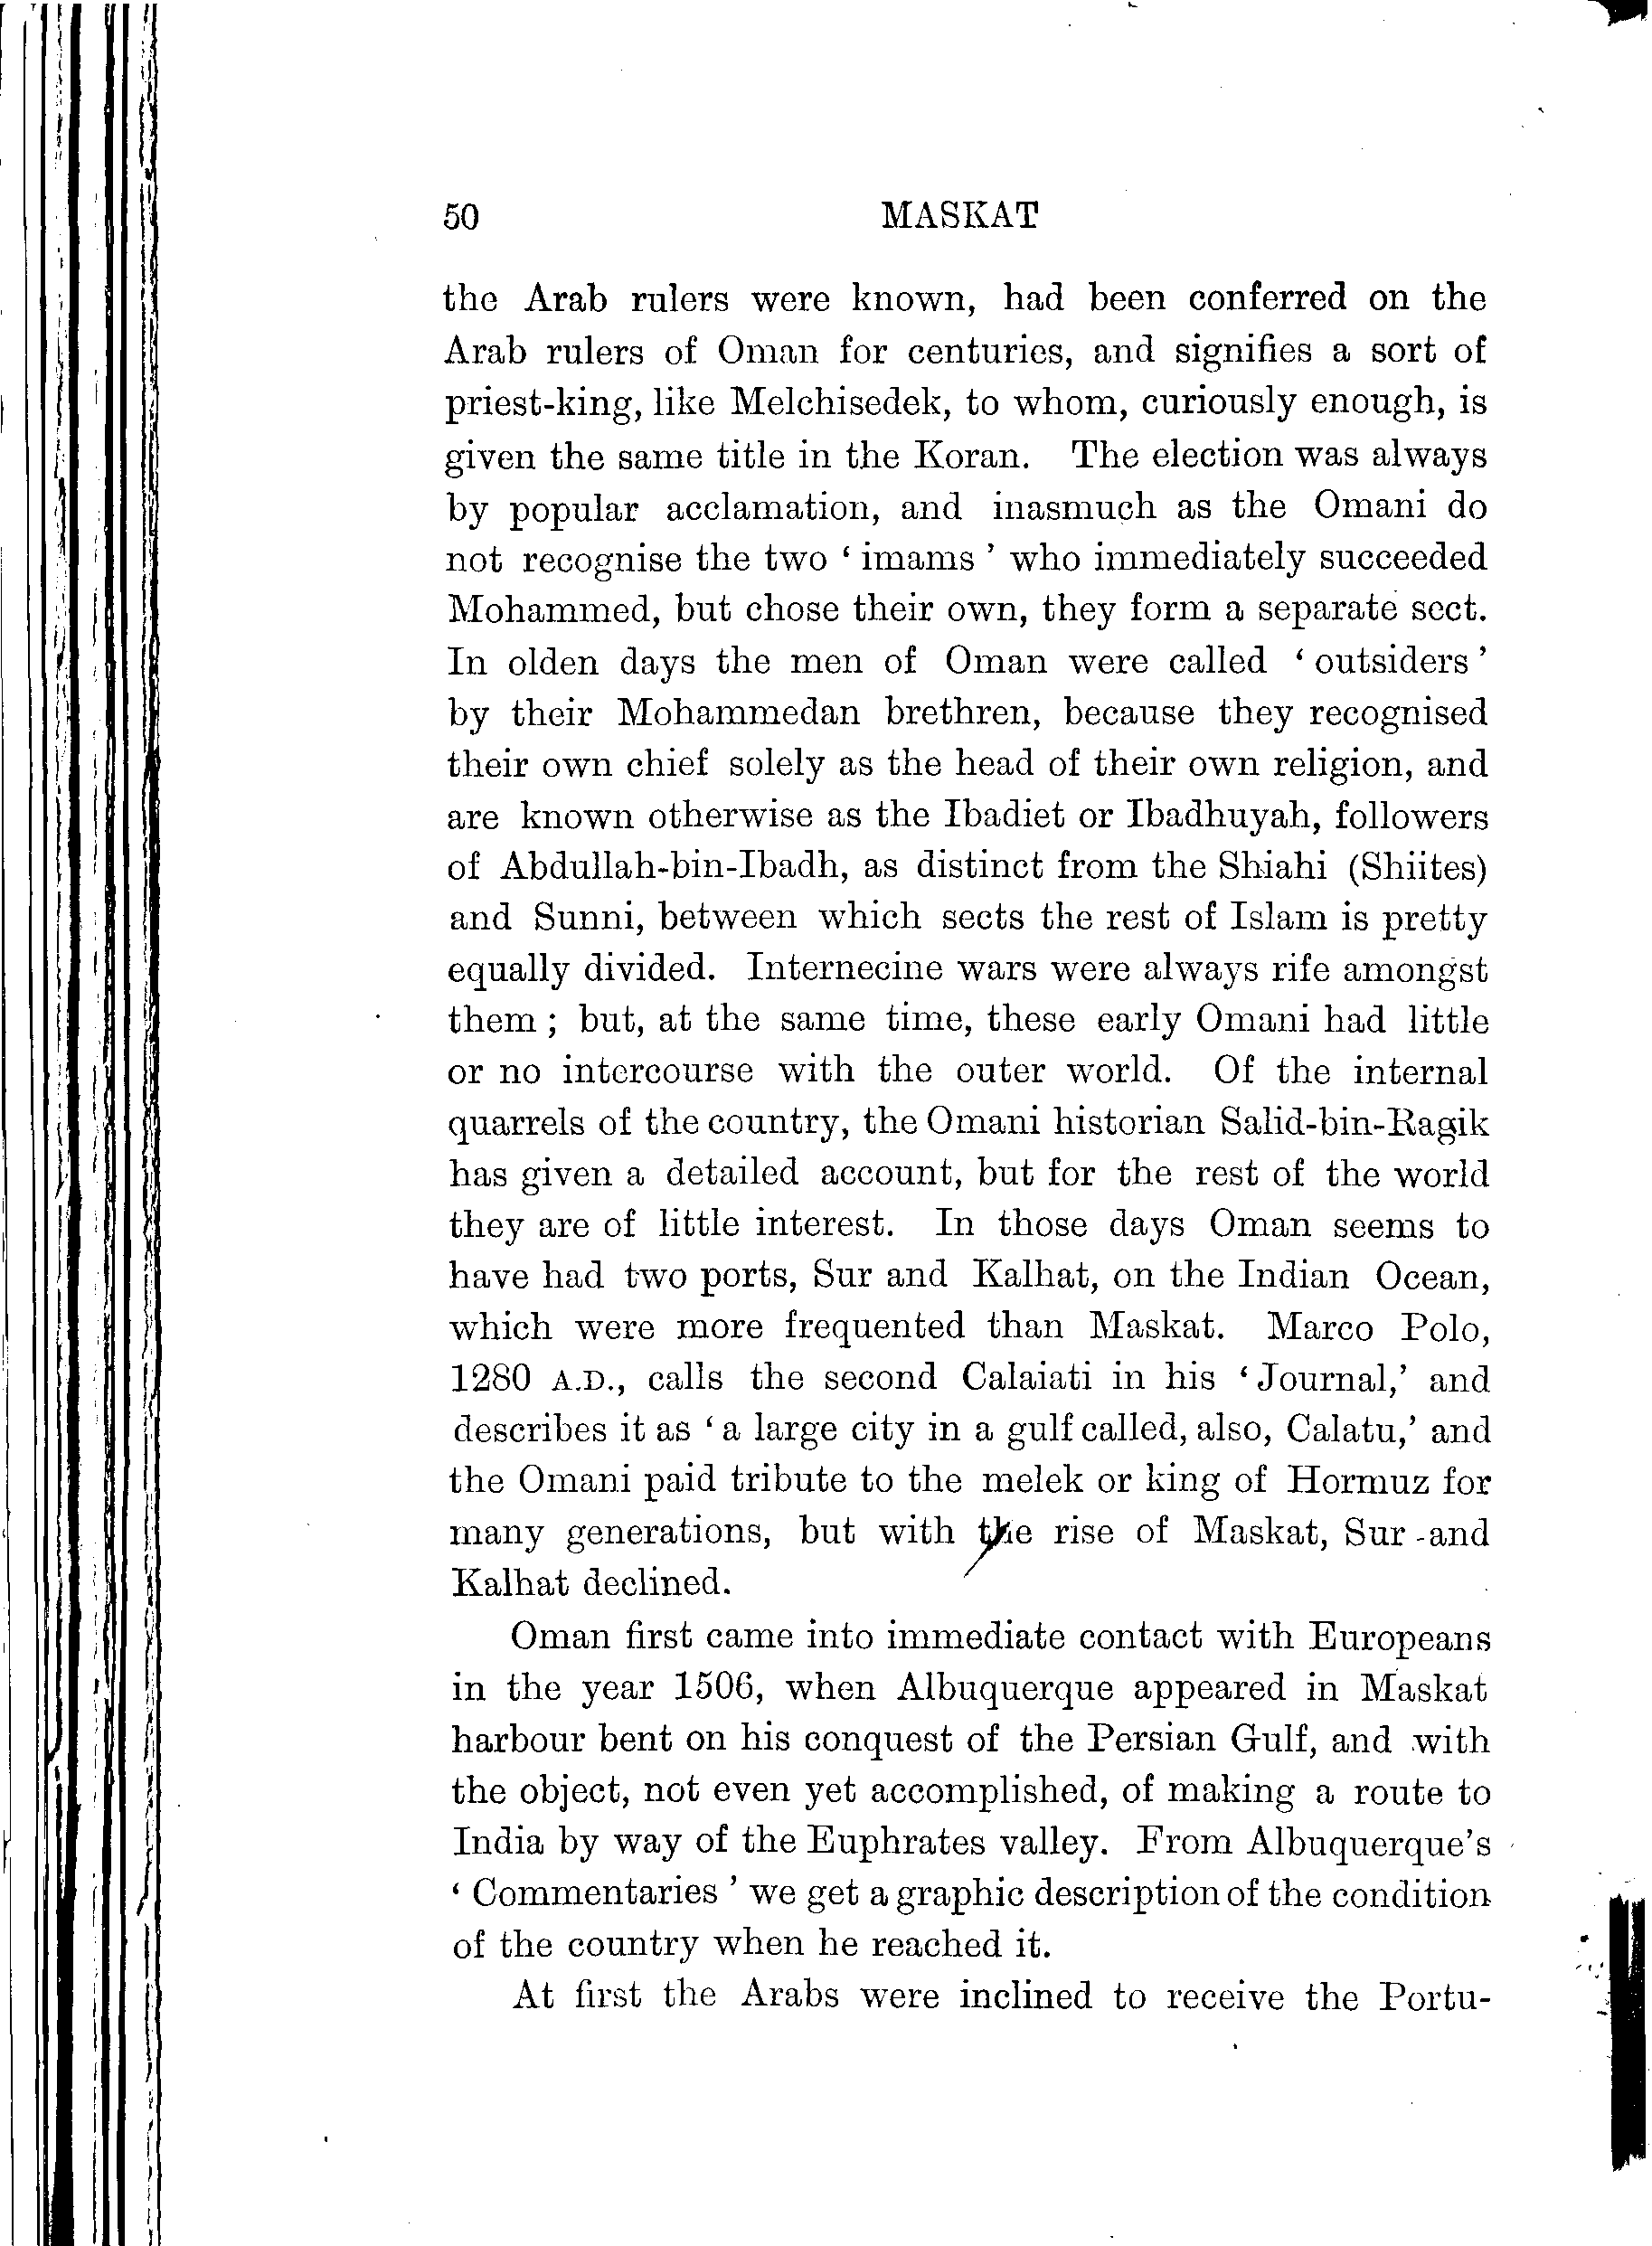 50 MASKAT
the Arab rulers were known, had been conferred on the
Arab rulers of Oman for centuries, and signifies a sort of
priest-king, like Melchisedek, to whom, curiously enough, is
given the same title in the Koran. The election was always
by popular acclamation, and inasmuch as the Omani do
not recognise the two ‘ imams ’ who immediately succeeded
Mohammed, but chose their own, they form a separate sect.
In olden days the men of Oman were called ‘ outsiders ’
by their Mohammedan brethren, because they recognised
their own chief solely as the head of their own religion, and
are known otherwise as the Ibadiet or Ibadhuyah, followers
of Abdullah-bin-Ibadh, as distinct from the Shiahi (Shiites)
and Sunni, between which sects the rest of Islam is pretty
equally divided. Internecine wars were always rife amongst
them ; but, at the same time, these early Omani had little
or no intercourse with the outer world. Of the internal
quarrels of the country, the Omani historian Salid-bin-Ragik
has given a detailed account, but for the rest of the world
they are of little interest. In those days Oman seems to
have had two ports, Sur and Kalhat, on the Indian Ocean,
which were more frequented than Maskat. Marco Polo,
1280 A.D., calls the second Calaiati in his ‘ Journal,’ and
describes it as ‘ a large city in a gulf called, also, Calatu,’ and
the Omani paid tribute to the melek or king of Hormuz for
many generations, but with the rise of Maskat, Sur and
Kalhat declined.
Oman first came into immediate contact with Europeans
in the year 1506, when Albuquerque appeared in Maskat
harbour bent on his conquest of the Persian Gulf, and with
the object, not even yet accomplished, of making a route to
India by way of the Euphrates valley. From Albuquerque’s
‘ Commentaries ’ we get a graphic description of the condition
of the country when he reached it.
At first the Arabs were inclined to receive the Portu-